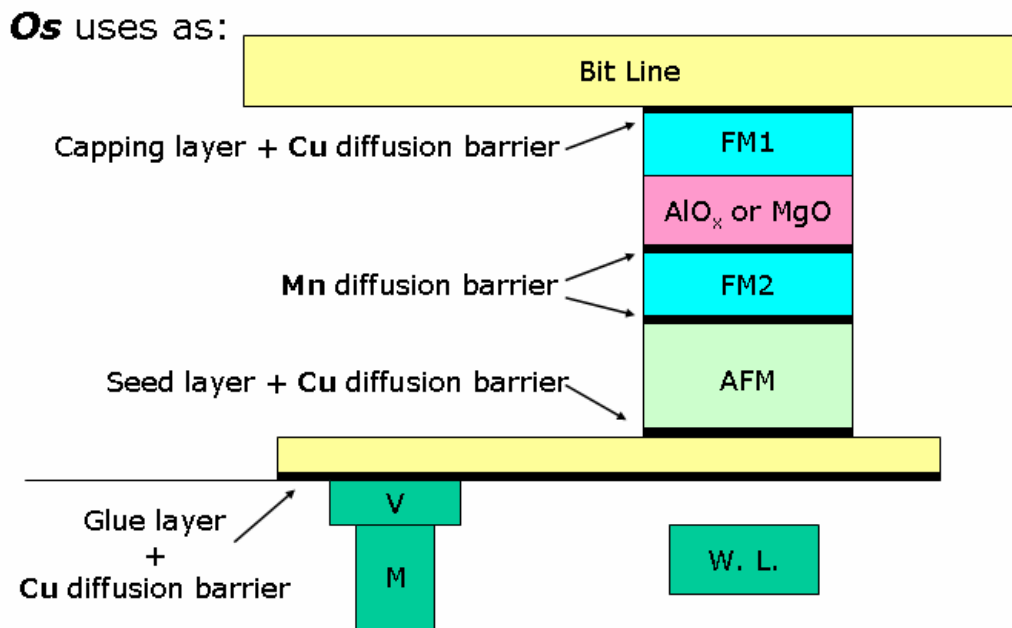 Os uses as:
Bit Line
Capping layer + Cu diffusion barrier
FM1
AlOₓ or MgO
Mn diffusion barrier
FM2
Seed layer + Cu diffusion barrier
AFM
V
Glue layer
+
Cu diffusion barrier
M
W. L.